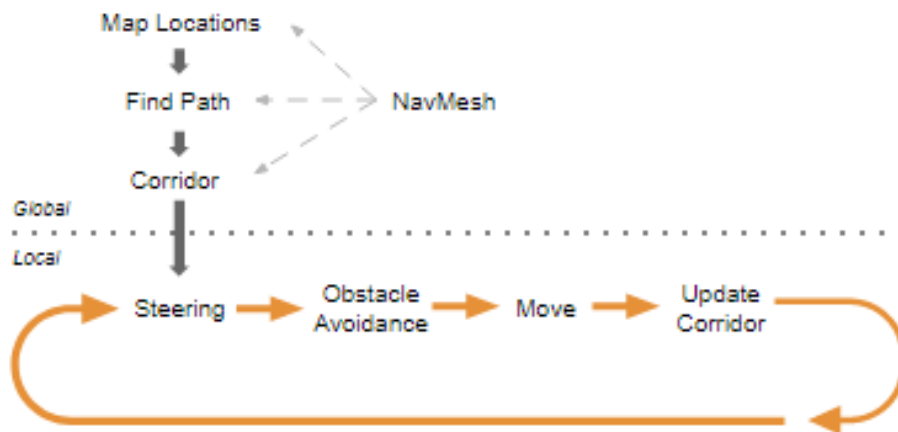 Map Locations
Find Path
NavMesh
Corridor
Global
Local
Steering
Obstacle
Avoidance
Move
Update
Corridor